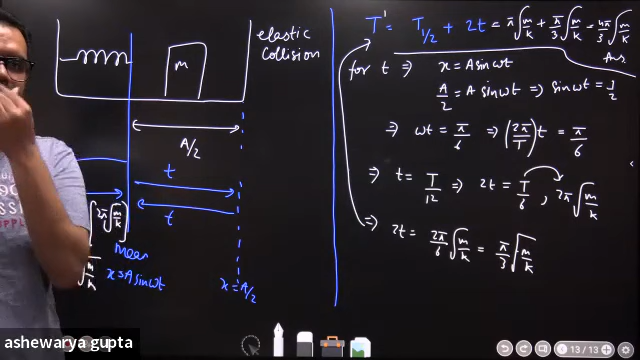 T' = T1/2 + 2t = π√m/k + π/3 √m/k = 4π/3 √m/k
Ans
elastic
Collision
m
for t ⇒ x = A sin ωt
A/2 = A sin ωt ⇒ sin ωt = 1/2
⇒ ωt = π/6 ⇒ (2π/T) t = π/6
A/2
t
⇒ t = T/12 ⇒ 2t = T/6 , 2π√m/k
t
⇒ 2t = 2π/6 √m/k = π/3 √m/k
2π√m/k
mean
x = A sin ωt
x = A/2
ashewarya gupta
13 / 13